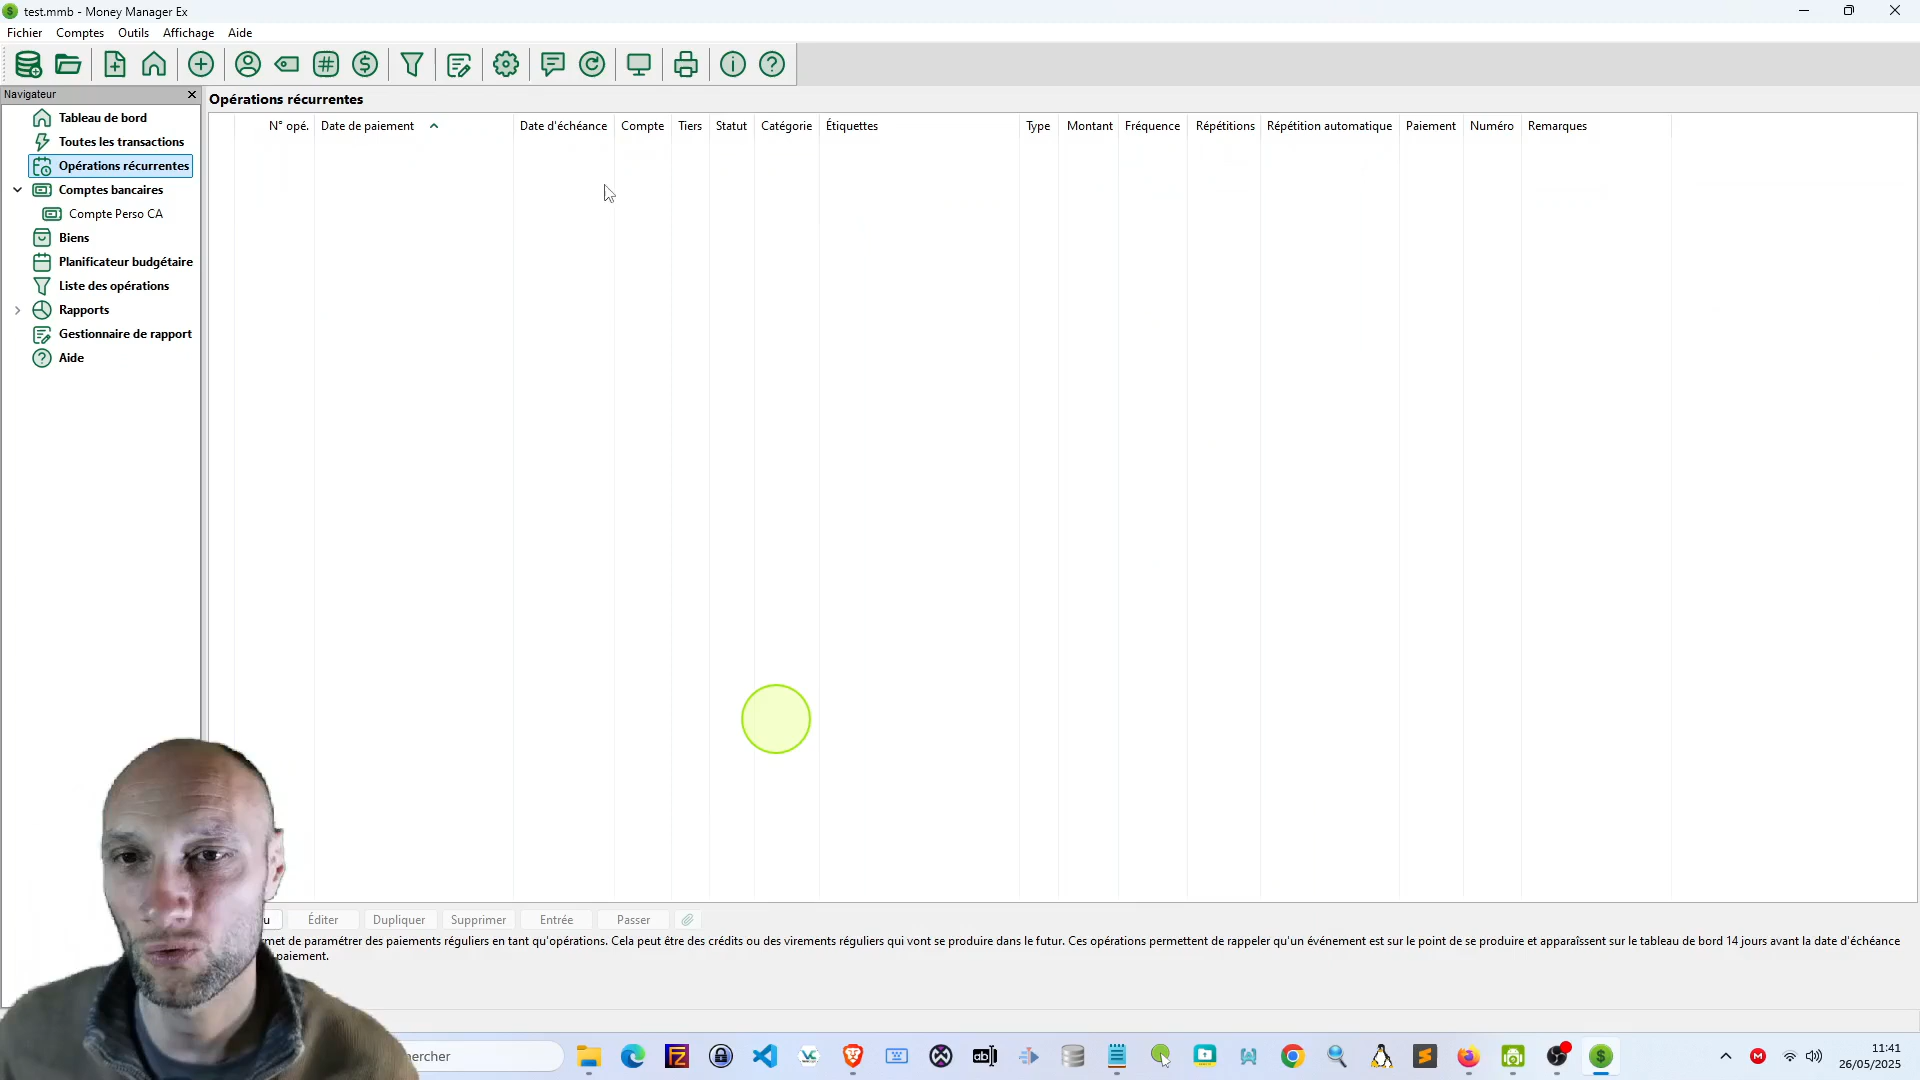 test.mmb - Money Manager Ex
Fichier Comptes Outils Affichage Aide
Navigateur
Tableau de bord
Toutes les transactions
Opérations récurrentes
Comptes bancaires
Compte Perso CA
Biens
Planificateur budgétaire
Liste des opérations
Rapports
Gestionnaire de rapport
Aide
Opérations récurrentes
N° opé. Date de paiement Date d'échéance Compte Tiers Statut Catégorie Étiquettes Type Montant Fréquence Répétitions Répétition automatique Paiement Numéro Remarques
u Éditer Dupliquer Supprimer Entrée Passer
met de paramétrer des paiements réguliers en tant qu'opérations. Cela peut être des crédits ou des virements réguliers qui vont se produire dans le futur. Ces opérations permettent de rappeler qu'un événement est sur le point de se produire et apparaîssent sur le tableau de bord 14 jours avant la date d'échéance
paiement.
ercher
11:41
26/05/2025